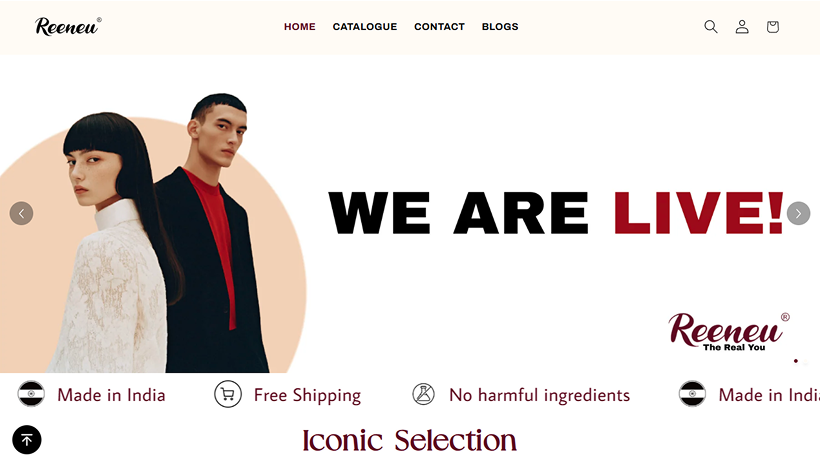 Reeneu®
HOME CATALOGUE CONTACT BLOGS
WE ARE LIVE!
Reeneu®
The Real You
Made in India Free Shipping No harmful ingredients Made in Indi
Iconic Selection